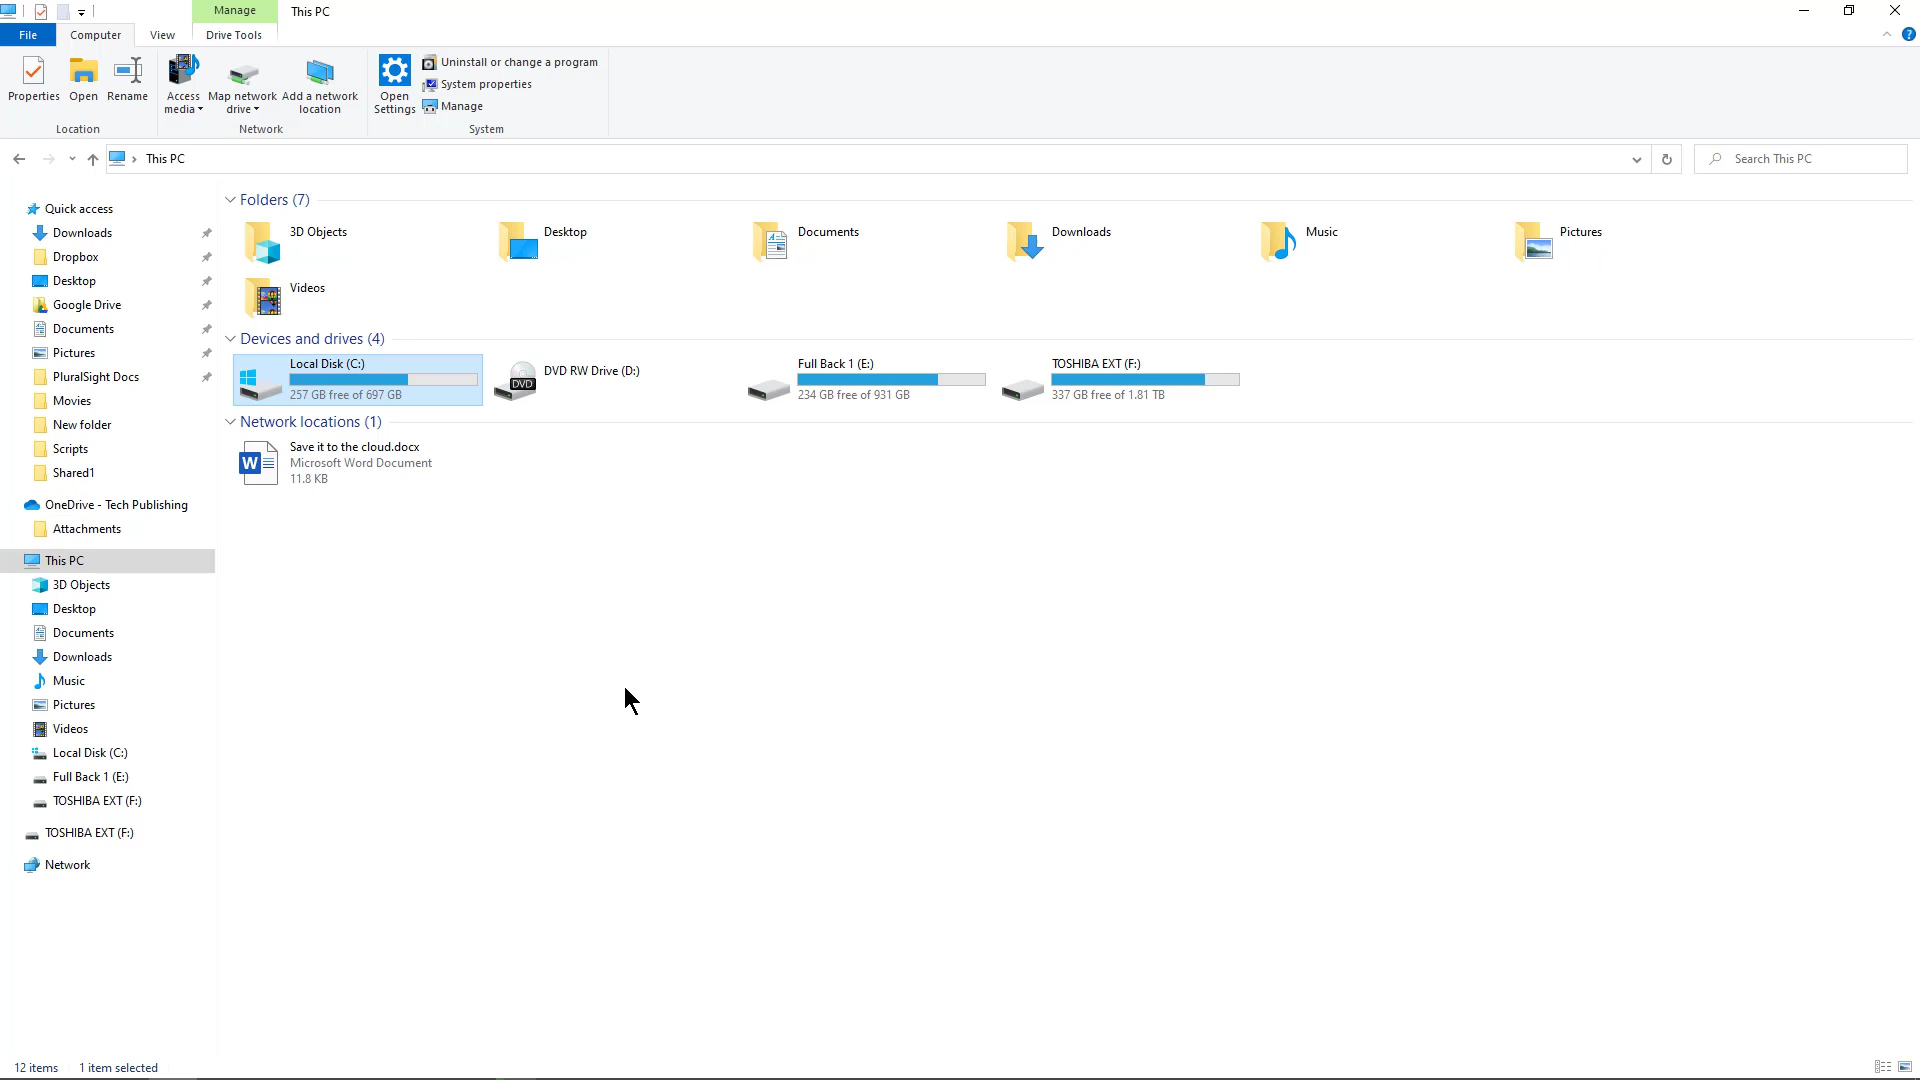 Manage
This PC
File
Computer
View
Drive Tools
Properties
Open
Rename
Access
media
Map network
drive
Add a network
location
Open
Settings
Uninstall or change a program
System properties
Manage
Location
Network
System
This PC
Search This PC
Quick access
Downloads
Dropbox
Desktop
Google Drive
Documents
Pictures
PluralSight Docs
Movies
New folder
Scripts
Shared1
OneDrive - Tech Publishing
Attachments
This PC
3D Objects
Desktop
Documents
Downloads
Music
Pictures
Videos
Local Disk (C:)
Full Back 1 (E:)
TOSHIBA EXT (F:)
TOSHIBA EXT (F:)
Network
Folders (7)
3D Objects
Desktop
Documents
Downloads
Music
Pictures
Videos
Devices and drives (4)
Local Disk (C:)
257 GB free of 697 GB
DVD
DVD RW Drive (D:)
Full Back 1 (E:)
234 GB free of 931 GB
TOSHIBA EXT (F:)
337 GB free of 1.81 TB
Network locations (1)
W
Save it to the cloud.docx
Microsoft Word Document
11.8 KB
12 items
1 item selected